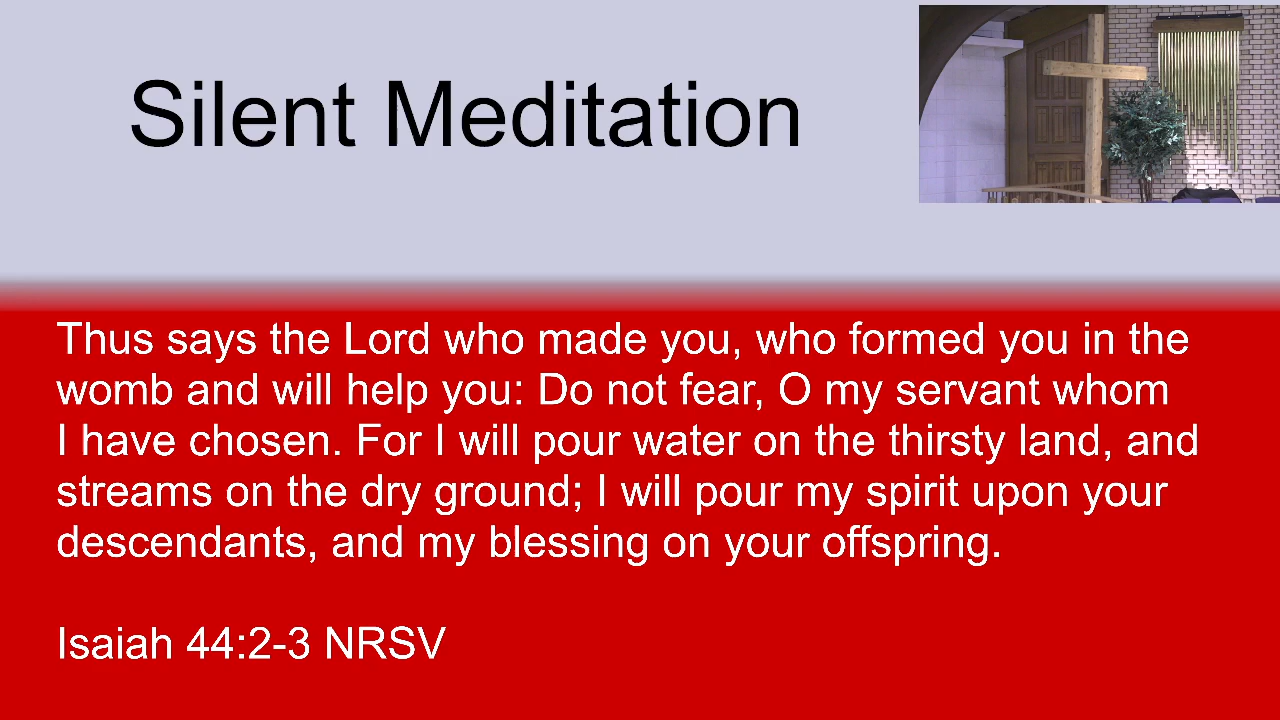 Silent Meditation
Thus says the Lord who made you, who formed you in the
womb and will help you: Do not fear, O my servant whom
I have chosen. For I will pour water on the thirsty land, and
streams on the dry ground; I will pour my spirit upon your
descendants, and my blessing on your offspring.
Isaiah 44:2-3 NRSV